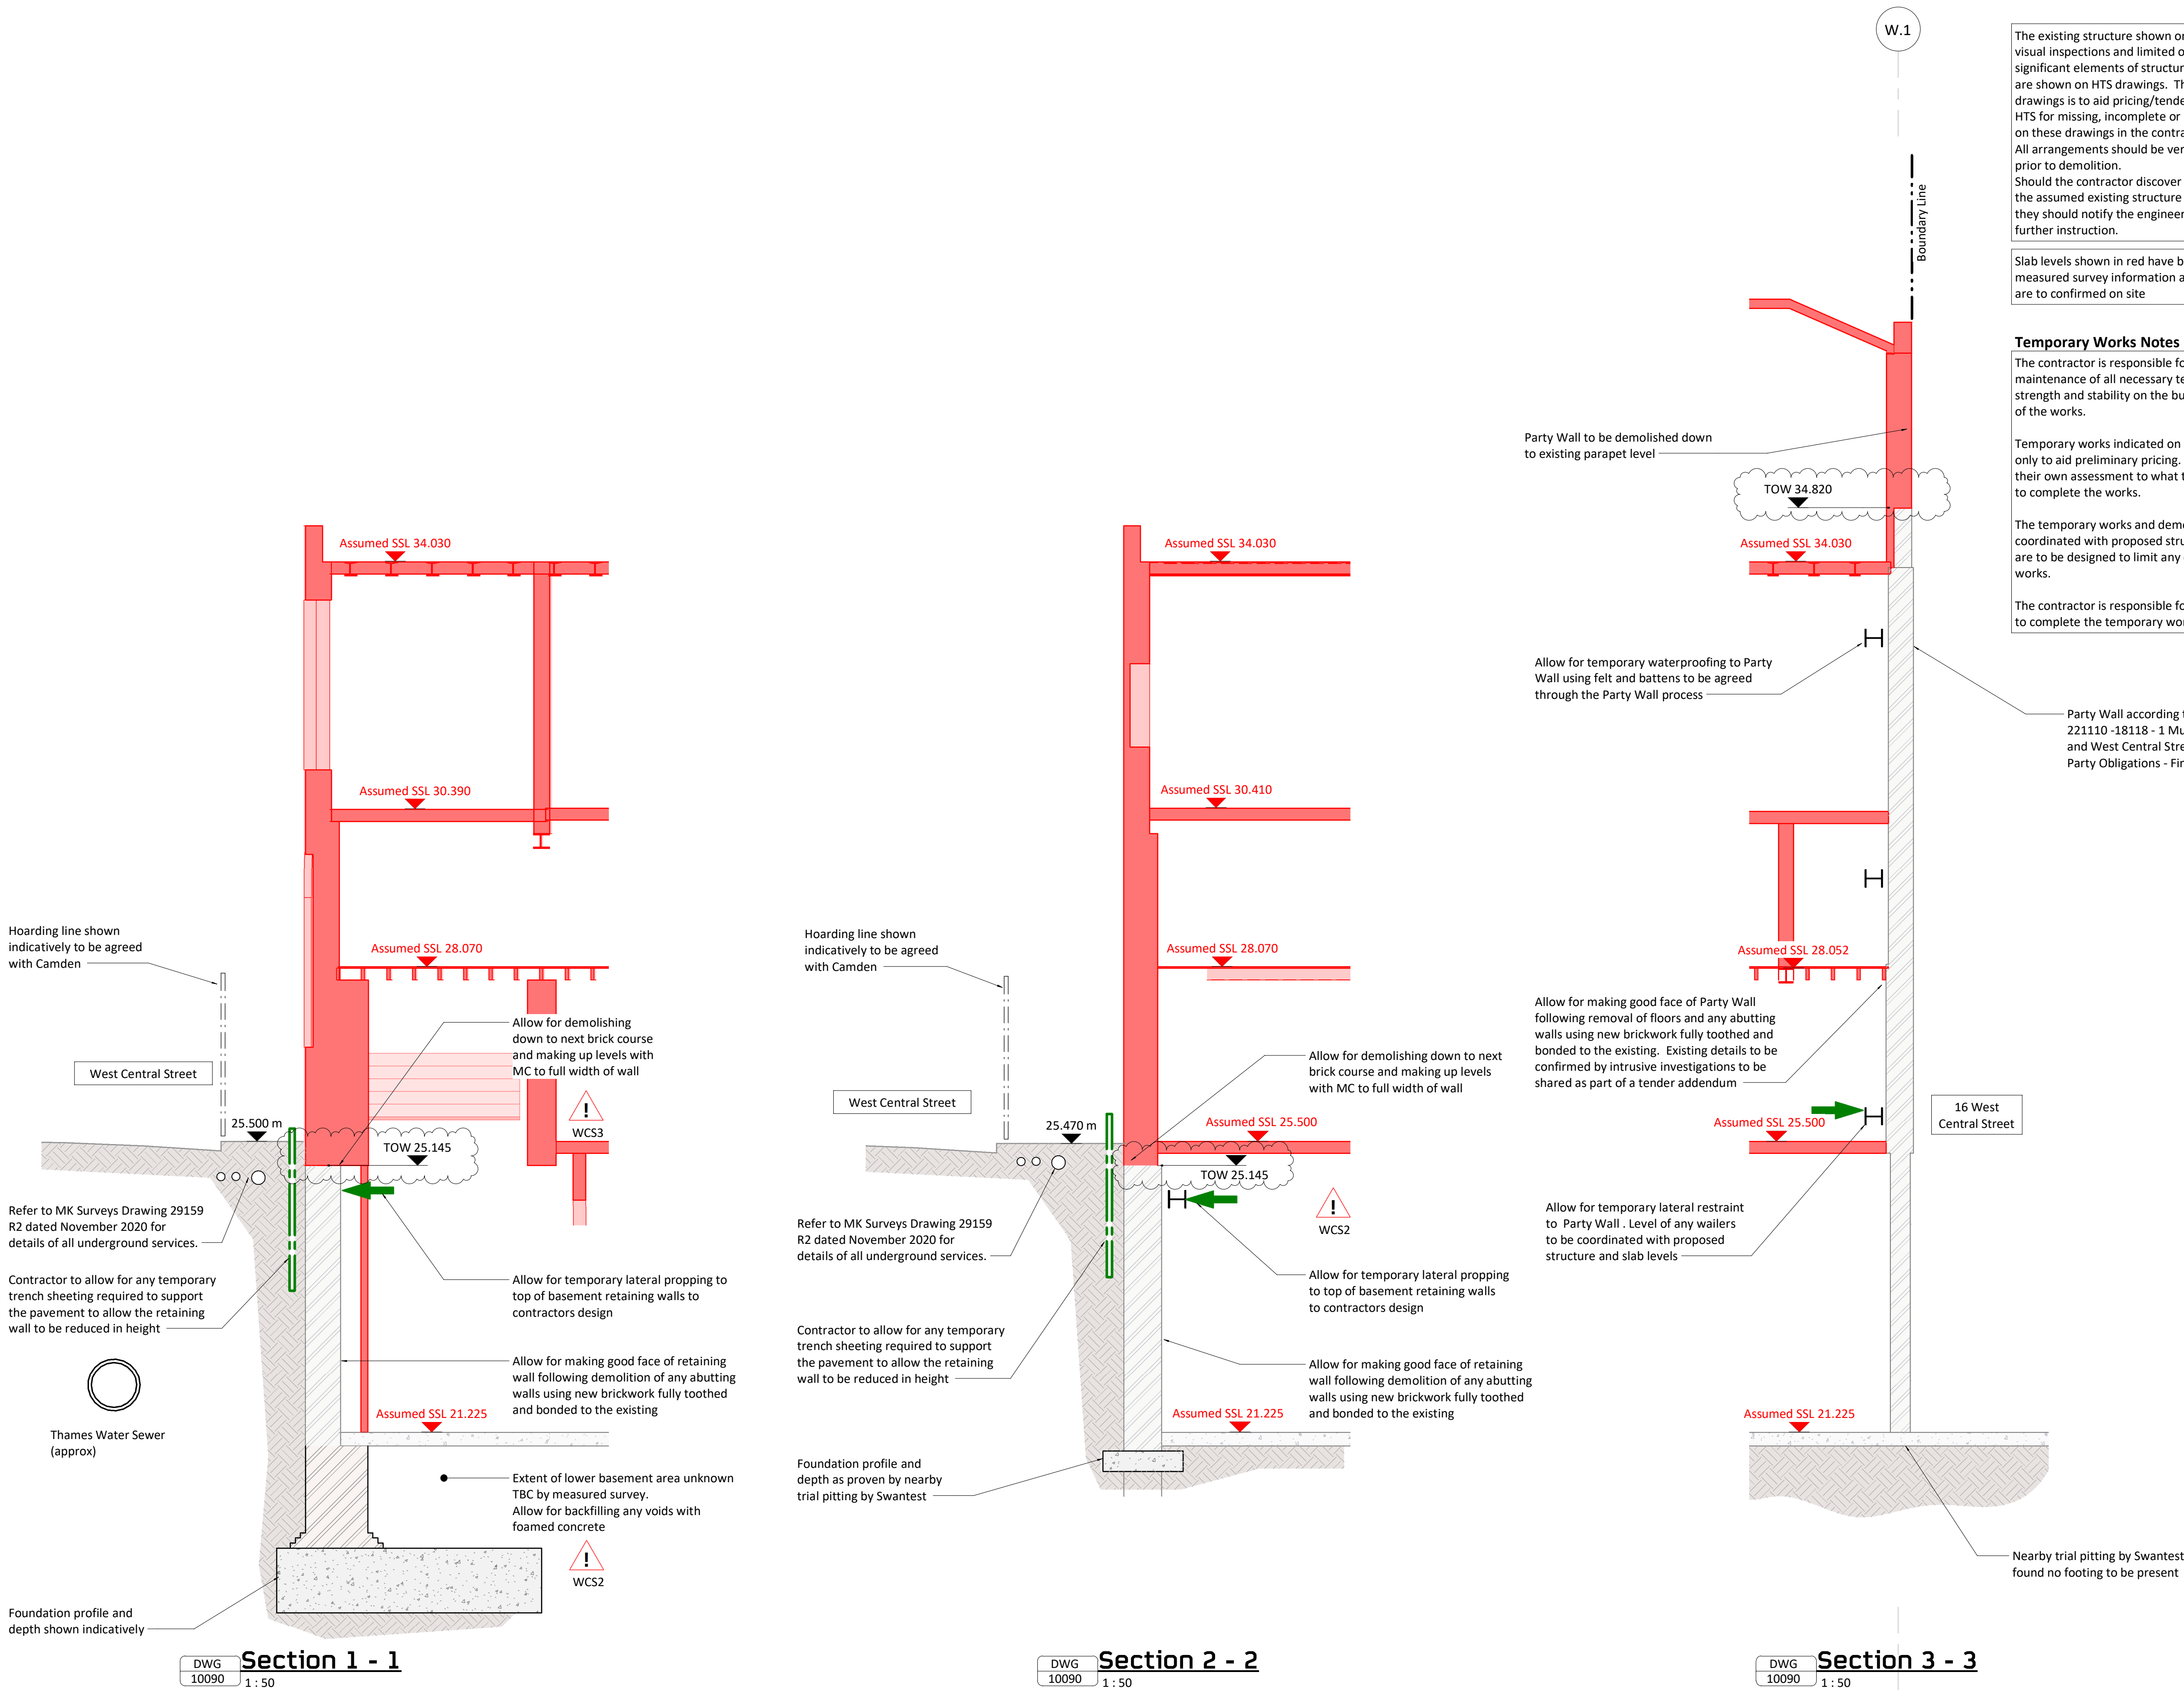 W.1
The existing structure shown
visual inspections and limited
significant elements of structur
are shown on HTS drawings. Th
drawings is to aid pricing/tende
HTS for missing, incomplete or
on these drawings in the contra
All arrangements should be ver
prior to demolition.
Should the contractor discover
the assumed existing structure
they should notify the engineer
further instruction.
Slab levels shown in red have b
measured survey information a
are to confirmed on site
Temporary Works Notes
The contractor is responsible fo
maintenance of all necessary te
strength and stability on the bu
of the works.
Temporary works indicated on
only to aid preliminary pricing.
their own assessment to what t
to complete the works.
The temporary works and demo
coordinated with proposed stru
are to be designed to limit any
works.
The contractor is responsible fo
to complete the temporary wor
Boundary Line
Party Wall according t
221110 -18118 - 1 Mu
and West Central Stre
Party Obligations - Fin
Assumed SSL 34.030
Assumed SSL 30.390
Hoarding line shown
indicatively to be agreed
with Camden
Assumed SSL 28.070
Allow for demolishing
down to next brick course
and making up levels with
MC to full width of wall
West Central Street
WCS3
25.500 m
TOW 25.145
Refer to MK Surveys Drawing 29159
R2 dated November 2020 for
details of all underground services.
Contractor to allow for any temporary
trench sheeting required to support
the pavement to allow the retaining
wall to be reduced in height
Allow for temporary lateral propping to
top of basement retaining walls to
contractors design
Allow for making good face of retaining
wall following demolition of any abutting
walls using new brickwork fully toothed
and bonded to the existing
Assumed SSL 21.225
Thames Water Sewer
(approx)
Extent of lower basement area unknown
TBC by measured survey.
Allow for backfilling any voids with
foamed concrete
WCS2
Foundation profile and
depth shown indicatively
DWG
10090
Section 1 - 1
1 : 50
Assumed SSL 34.030
Assumed SSL 30.410
Hoarding line shown
indicatively to be agreed
with Camden
Assumed SSL 28.070
Allow for demolishing down to next
brick course and making up levels
with MC to full width of wall
West Central Street
25.470 m
Assumed SSL 25.500
TOW 25.145
WCS2
Refer to MK Surveys Drawing 29159
R2 dated November 2020 for
details of all underground services.
Allow for temporary lateral propping
to top of basement retaining walls
to contractors design
Contractor to allow for any temporary
trench sheeting required to support
the pavement to allow the retaining
wall to be reduced in height
Allow for making good face of retaining
wall following demolition of any abutting
walls using new brickwork fully toothed
and bonded to the existing
Assumed SSL 21.225
Foundation profile and
depth as proven by nearby
trial pitting by Swantest
DWG
10090
Section 2 - 2
1 : 50
Party Wall to be demolished down
to existing parapet level
TOW 34.820
Assumed SSL 34.030
Allow for temporary waterproofing to Party
Wall using felt and battens to be agreed
through the Party Wall process
Assumed SSL 28.052
Allow for making good face of Party Wall
following removal of floors and any abutting
walls using new brickwork fully toothed and
bonded to the existing. Existing details to be
confirmed by intrusive investigations to be
shared as part of a tender addendum
16 West
Central Street
Assumed SSL 25.500
Allow for temporary lateral restraint
to Party Wall . Level of any wailers
to be coordinated with proposed
structure and slab levels
Assumed SSL 21.225
Nearby trial pitting by Swantest
found no footing to be present
DWG
10090
Section 3 - 3
1 : 50